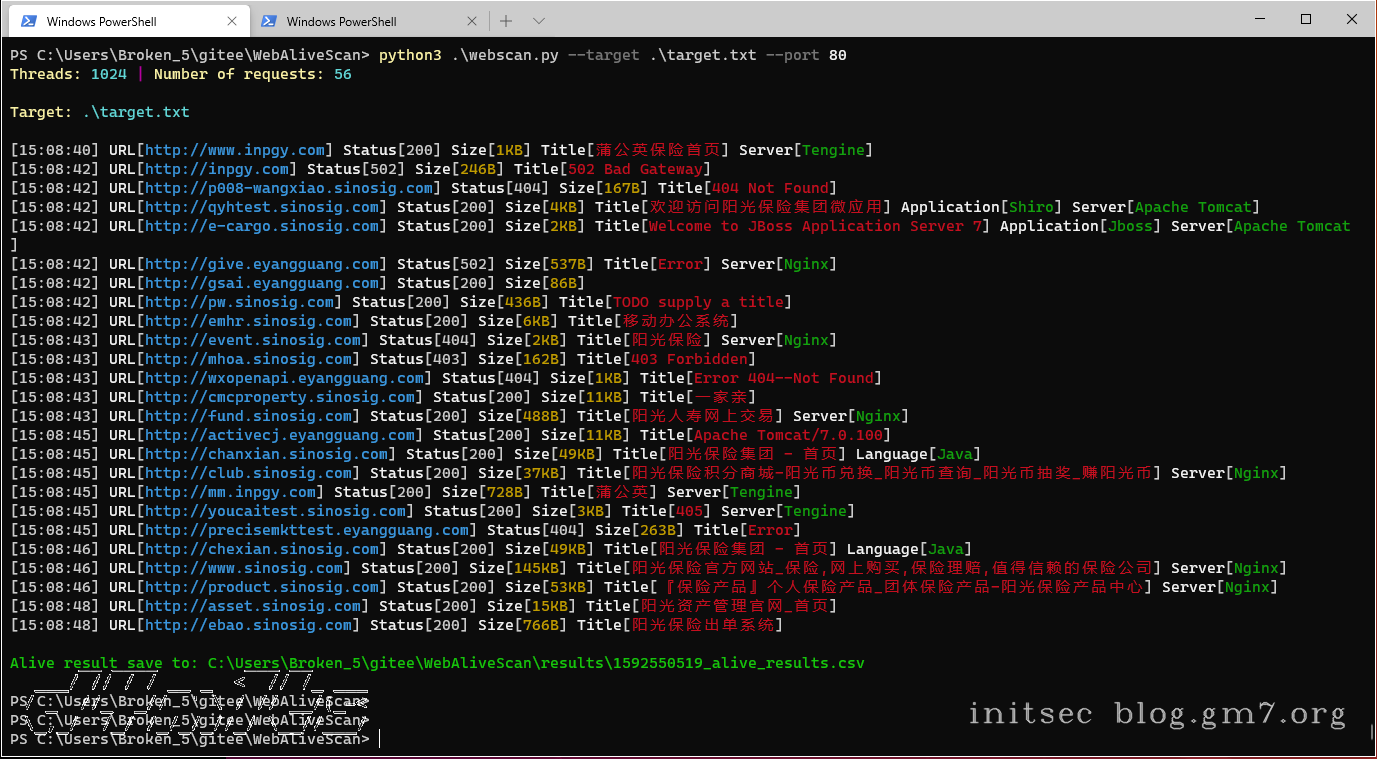 Windows PowerShell
Windows PowerShell
PS C:\Users\Broken_5\gitee\WebAliveScan> python3 .\webscan.py --target .\target.txt --port 80
Threads: 1024 | Number of requests: 56
Target: .\target.txt
[15:08:40] URL[http://www.inpgy.com] Status[200] Size[1KB] Title[蒲公英保险首页] Server[Tengine]
[15:08:42] URL[http://inpgy.com] Status[502] Size[246B] Title[502 Bad Gateway]
[15:08:42] URL[http://p008-wangxiao.sinosig.com] Status[404] Size[167B] Title[404 Not Found]
[15:08:42] URL[http://qyhtest.sinosig.com] Status[200] Size[4KB] Title[欢迎访问阳光保险集团微应用] Application[Shiro] Server[Apache Tomcat]
[15:08:42] URL[http://e-cargo.sinosig.com] Status[200] Size[2KB] Title[Welcome to JBoss Application Server 7] Application[Jboss] Server[Apache Tomcat
]
[15:08:42] URL[http://give.eyangguang.com] Status[502] Size[537B] Title[Error] Server[Nginx]
[15:08:42] URL[http://gsai.eyangguang.com] Status[200] Size[86B]
[15:08:42] URL[http://pw.sinosig.com] Status[200] Size[436B] Title[TODO supply a title]
[15:08:42] URL[http://emhr.sinosig.com] Status[200] Size[6KB] Title[移动办公系统]
[15:08:43] URL[http://event.sinosig.com] Status[404] Size[2KB] Title[阳光保险] Server[Nginx]
[15:08:43] URL[http://mhoa.sinosig.com] Status[403] Size[162B] Title[403 Forbidden]
[15:08:43] URL[http://wxopenapi.eyangguang.com] Status[404] Size[1KB] Title[Error 404--Not Found]
[15:08:43] URL[http://cmcproperty.sinosig.com] Status[200] Size[11KB] Title[一家亲]
[15:08:43] URL[http://fund.sinosig.com] Status[200] Size[488B] Title[阳光人寿网上交易] Server[Nginx]
[15:08:45] URL[http://activecj.eyangguang.com] Status[200] Size[11KB] Title[Apache Tomcat/7.0.100]
[15:08:45] URL[http://chanxian.sinosig.com] Status[200] Size[49KB] Title[阳光保险集团 - 首页] Language[Java]
[15:08:45] URL[http://club.sinosig.com] Status[200] Size[37KB] Title[阳光保险积分商城-阳光币兑换_阳光币查询_阳光币抽奖_赚阳光币] Server[Nginx]
[15:08:45] URL[http://mm.inpgy.com] Status[200] Size[728B] Title[蒲公英] Server[Tengine]
[15:08:45] URL[http://youcaitest.sinosig.com] Status[200] Size[3KB] Title[405] Server[Tengine]
[15:08:45] URL[http://precisemkttest.eyangguang.com] Status[404] Size[263B] Title[Error]
[15:08:46] URL[http://chexian.sinosig.com] Status[200] Size[49KB] Title[阳光保险集团 - 首页] Language[Java]
[15:08:46] URL[http://www.sinosig.com] Status[200] Size[145KB] Title[阳光保险官方网站_保险,网上购买,保险理赔,值得信赖的保险公司] Server[Nginx]
[15:08:46] URL[http://product.sinosig.com] Status[200] Size[53KB] Title[『保险产品』个人保险产品_团体保险产品-阳光保险产品中心] Server[Nginx]
[15:08:48] URL[http://asset.sinosig.com] Status[200] Size[15KB] Title[阳光资产管理官网_首页]
[15:08:48] URL[http://ebao.sinosig.com] Status[200] Size[766B] Title[阳光保险出单系统]
Alive result save to: C:\Users\Broken_5\gitee\WebAliveScan\results\1592550519_alive_results.csv
PS C:\Users\Broken_5\gitee\WebAliveScan>
PS C:\Users\Broken_5\gitee\WebAliveScan>
PS C:\Users\Broken_5\gitee\WebAliveScan>
initsec blog.gm7.org